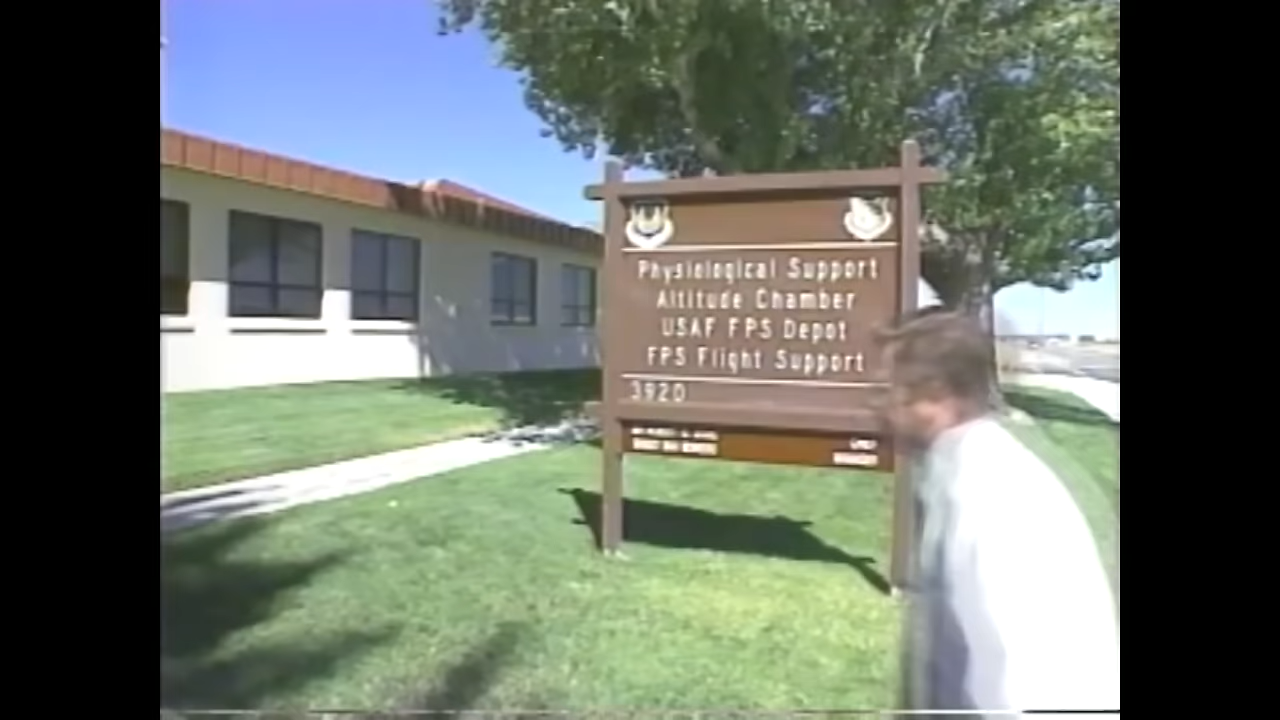 Physiological Support
Altitude Chamber
USAF FPS Depot
FPS Flight Support
3920